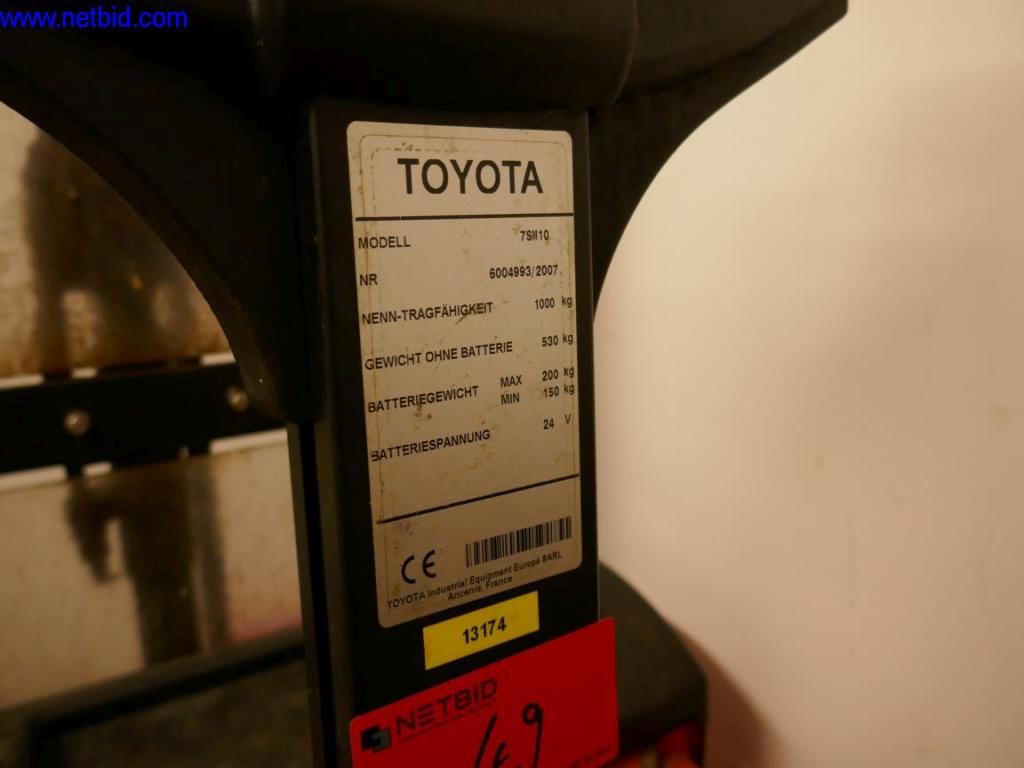 www.netbid.com
TOYOTA
MODELL 7SM10
NR 6004993/2007
NENN-TRAGFÄHIGKEIT 1000 kg
GEWICHT OHNE BATTERIE 530 kg
BATTERIEGEWICHT MAX 200 kg
MIN 150 kg
BATTERIESPANNUNG 24 V
CE
TOYOTA Industrial Equipment Europe SARL
Ancenis, France
13174
NETBID